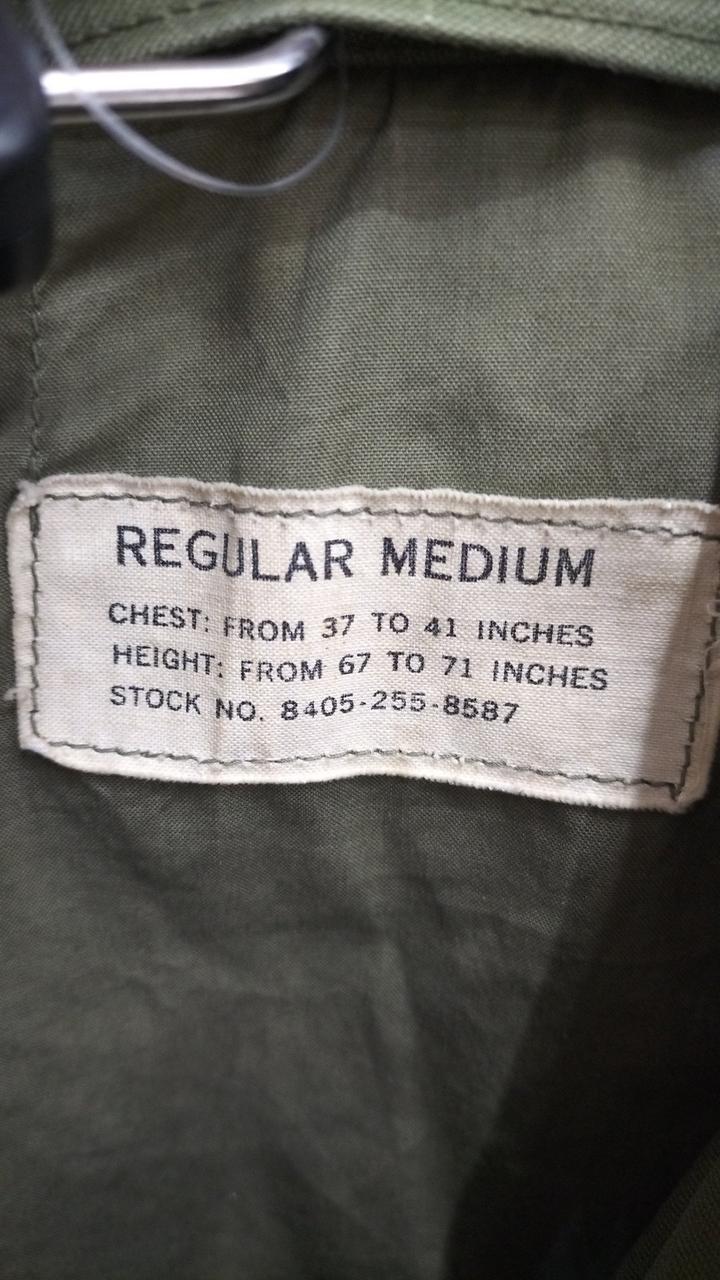 REGULAR MEDIUM
CHEST: FROM 37 TO 41 INCHES
HEIGHT: FROM 67 TO 71 INCHES
STOCK NO. 8405-255-8587